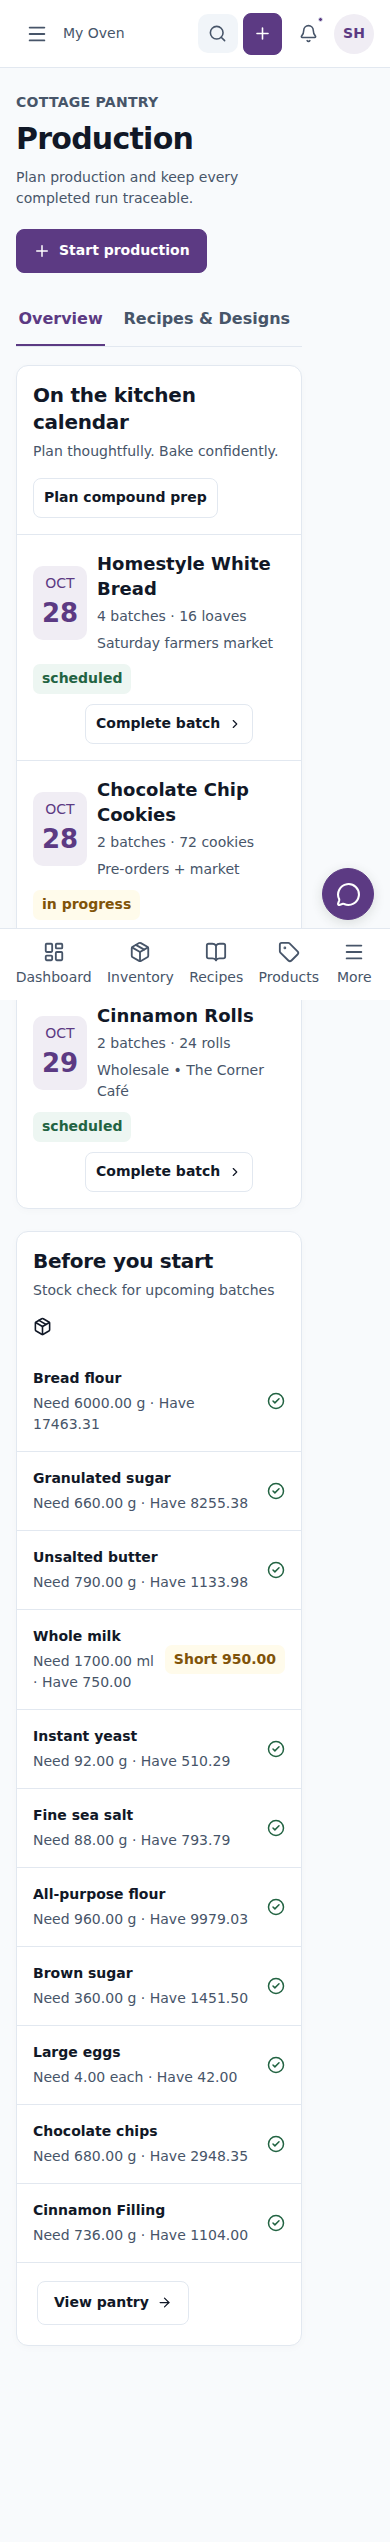 My Oven
SH
COTTAGE PANTRY
Production
Plan production and keep every
completed run traceable.
Start production
Overview
Recipes & Designs
On the kitchen
calendar
Plan thoughtfully. Bake confidently.
Plan compound prep
OCT
28
Homestyle White
Bread
4 batches · 16 loaves
Saturday farmers market
scheduled
Complete batch
OCT
28
Chocolate Chip
Cookies
2 batches · 72 cookies
Pre-orders + market
in progress
Dashboard
Inventory
Recipes
Products
More
OCT
29
Cinnamon Rolls
2 batches · 24 rolls
Wholesale • The Corner
Café
scheduled
Complete batch
Before you start
Stock check for upcoming batches
Bread flour
Need 6000.00 g · Have
17463.31
Granulated sugar
Need 660.00 g · Have 8255.38
Unsalted butter
Need 790.00 g · Have 1133.98
Whole milk
Need 1700.00 ml
· Have 750.00
Short 950.00
Instant yeast
Need 92.00 g · Have 510.29
Fine sea salt
Need 88.00 g · Have 793.79
All-purpose flour
Need 960.00 g · Have 9979.03
Brown sugar
Need 360.00 g · Have 1451.50
Large eggs
Need 4.00 each · Have 42.00
Chocolate chips
Need 680.00 g · Have 2948.35
Cinnamon Filling
Need 736.00 g · Have 1104.00
View pantry